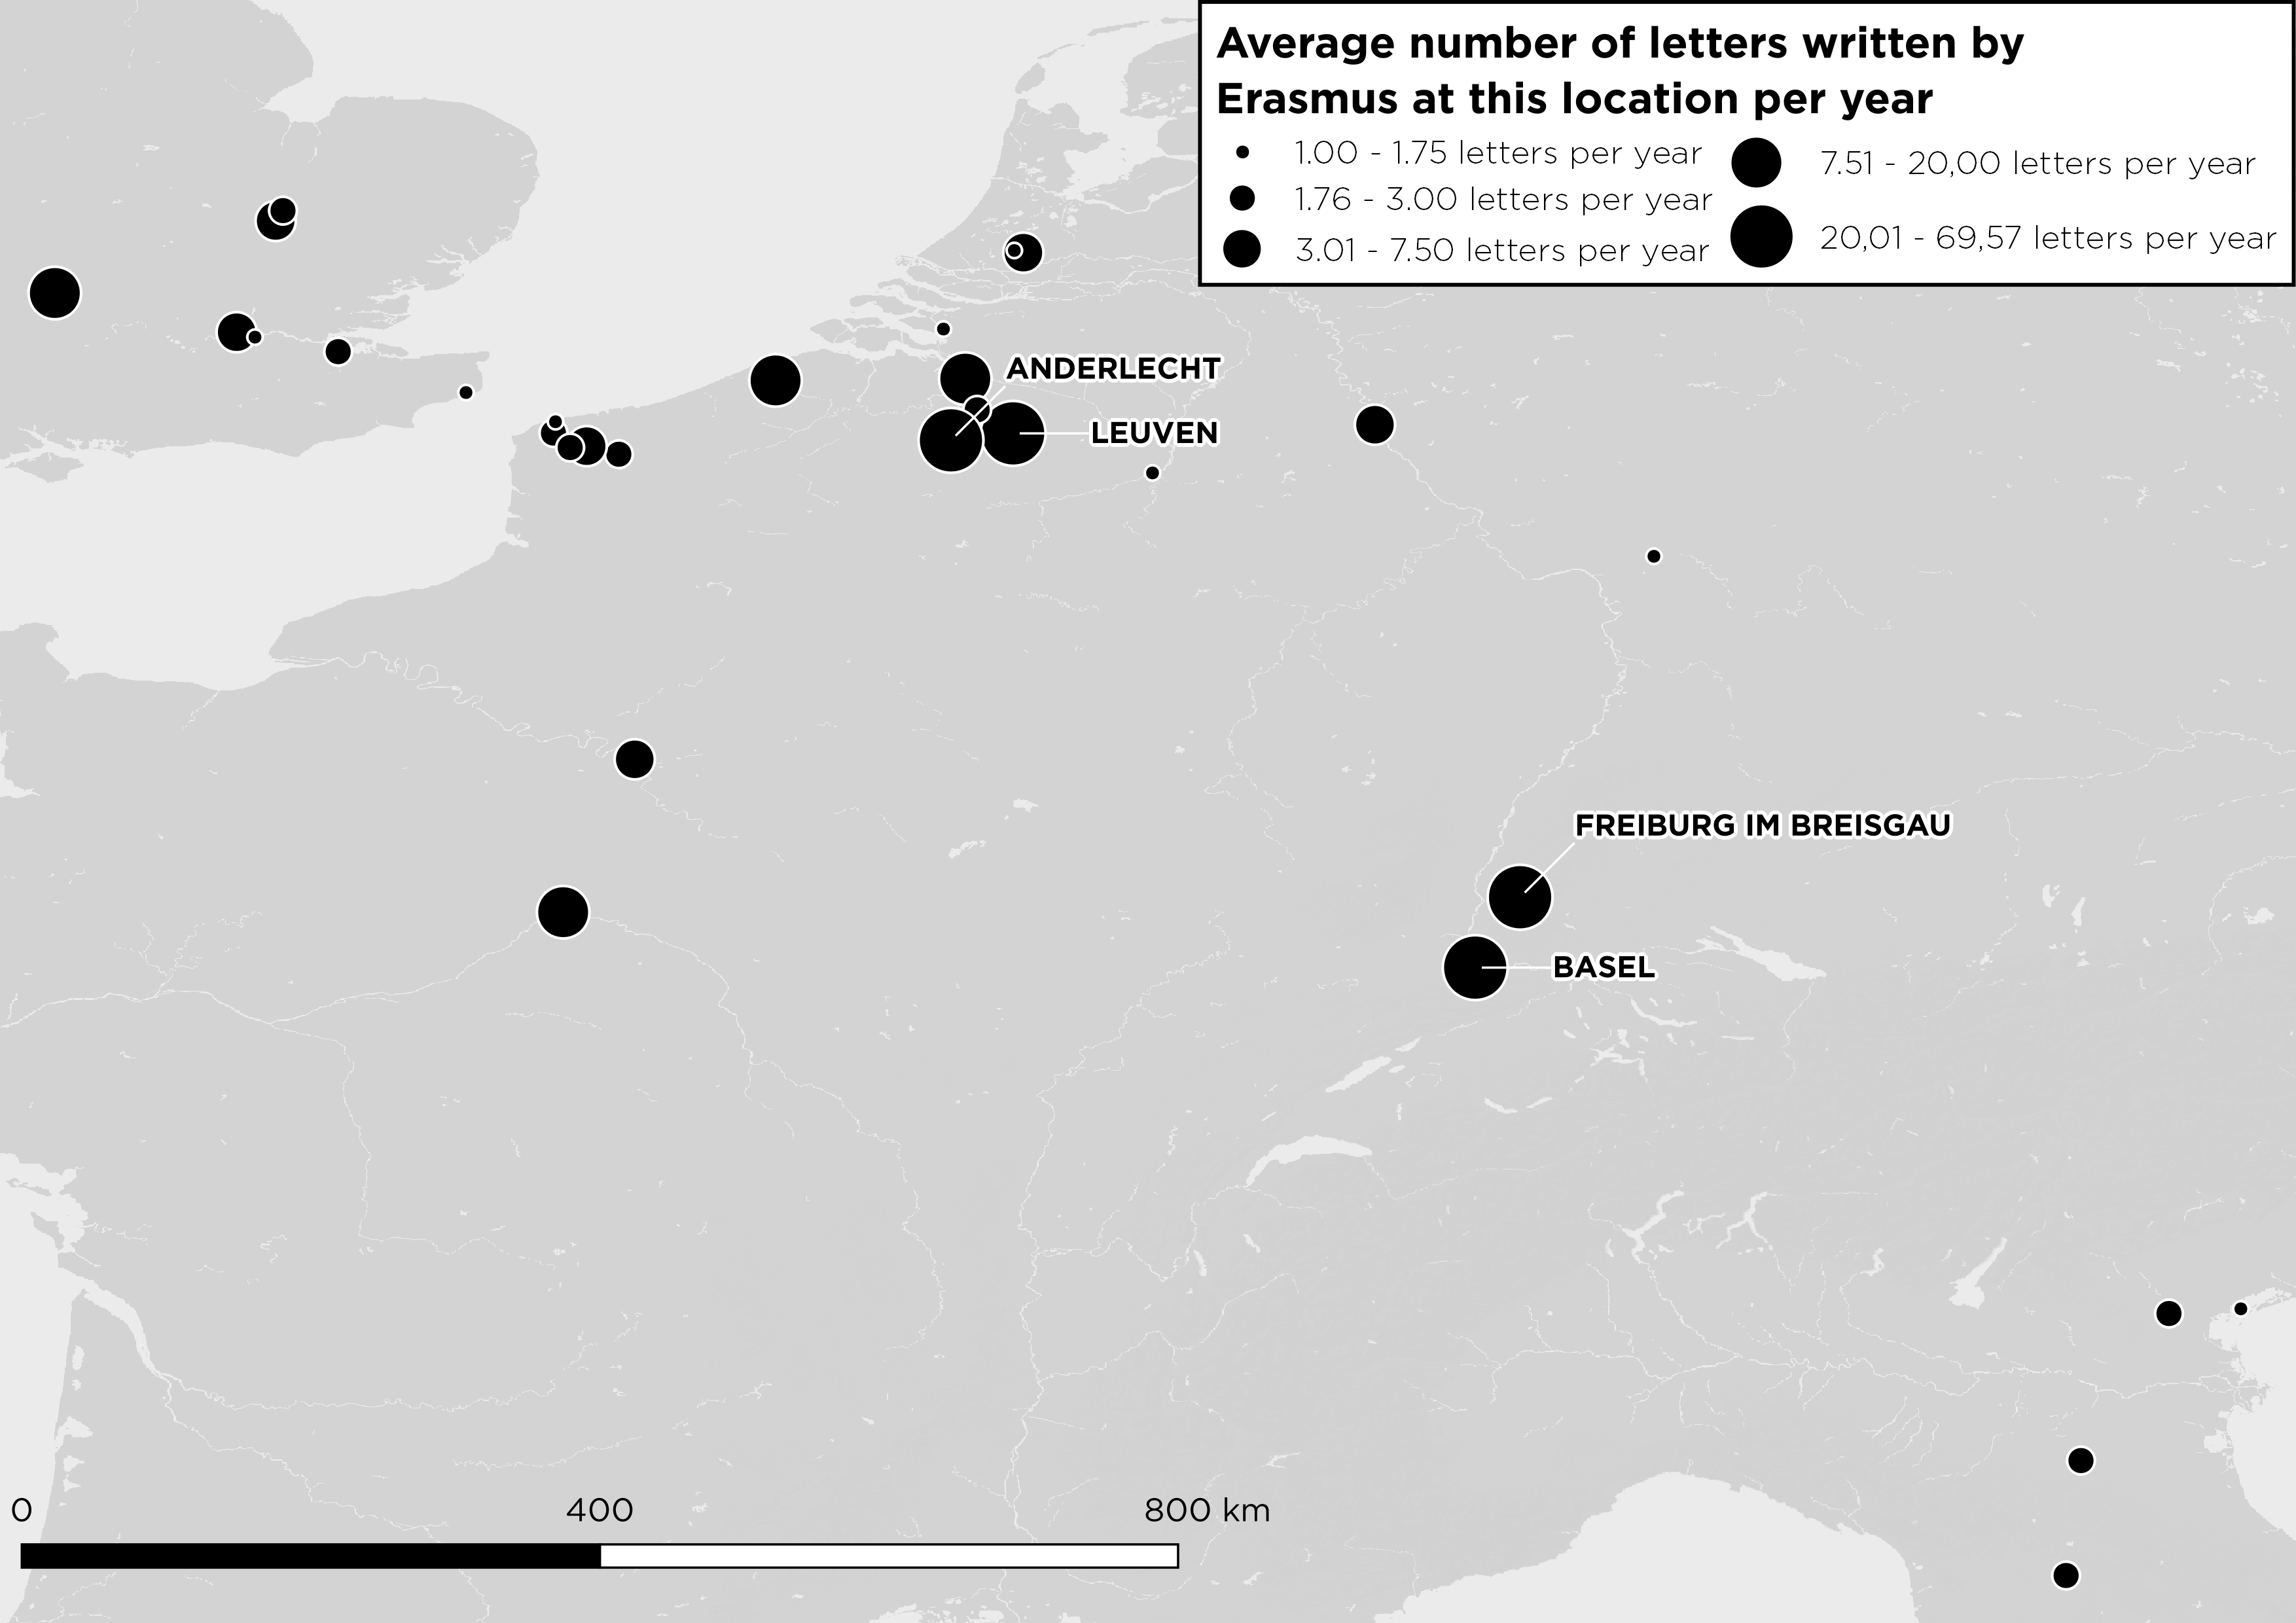 Average number of letters written by
Erasmus at this location per year
1.00 - 1.75 letters per year
1.76 - 3.00 letters per year
3.01 - 7.50 letters per year
7.51 - 20,00 letters per year
20,01 - 69,57 letters per year
ANDERLECHT
LEUVEN
FREIBURG IM BREISGAU
BASEL
0 400 800 km